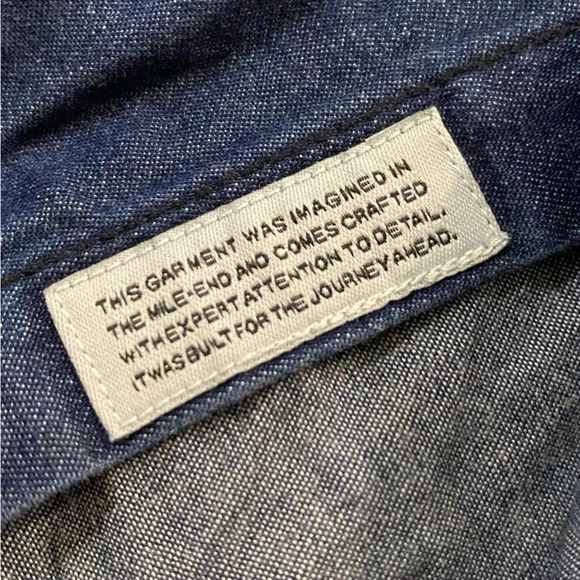 THIS GARMENT WAS IMAGINED IN
THE MILE-END AND COMES CRAFTED
WITH EXPERT ATTENTION TO DETAIL.
IT WAS BUILT FOR THE JOURNEY AHEAD.